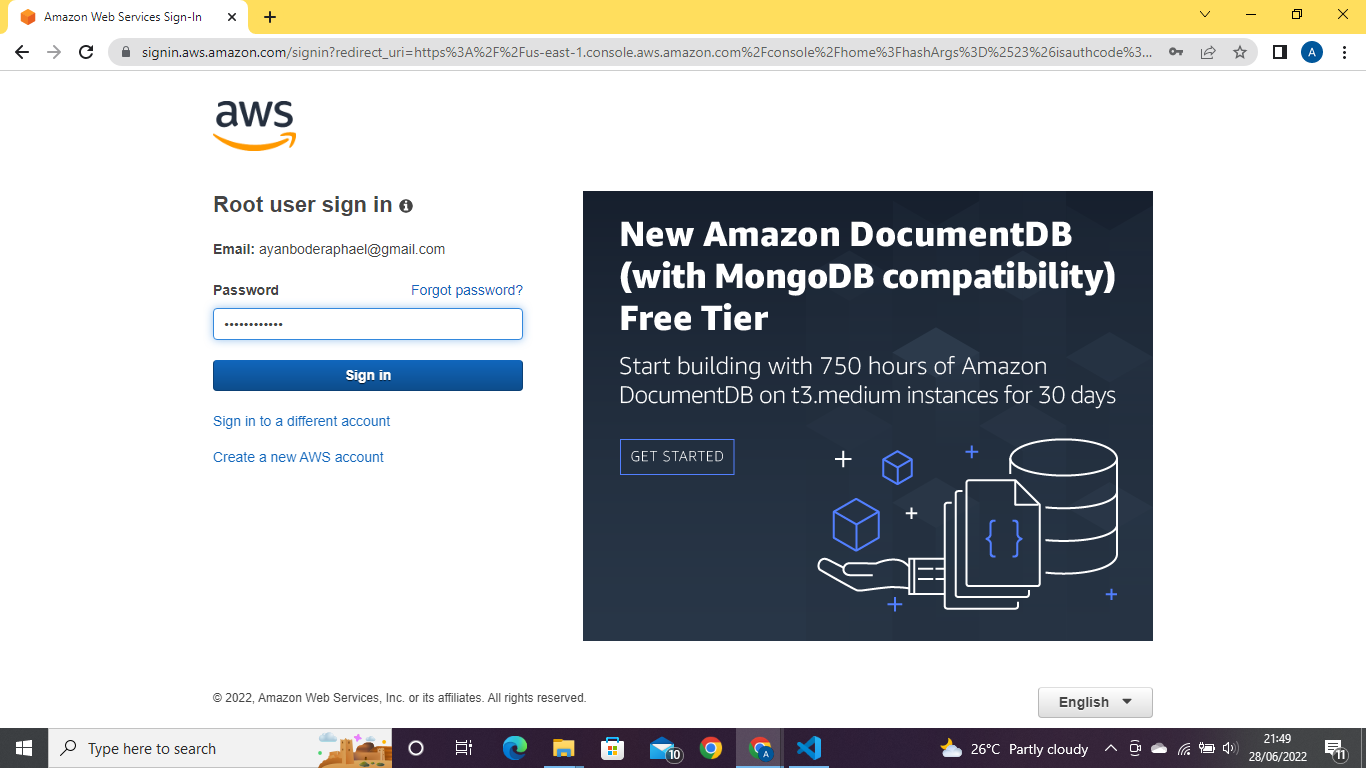 Amazon Web Services Sign-In
signin.aws.amazon.com/signin?redirect_uri=https%3A%2F%2Fus-east-1.console.aws.amazon.com%2Fconsole%2Fhome%3FhashArgs%3D%2523%26isauthcode%3...
A
aws
Root user sign in
Email: ayanboderaphael@gmail.com
Password Forgot password?
••••••••••••
Sign in
Sign in to a different account
Create a new AWS account
New Amazon DocumentDB
(with MongoDB compatibility)
Free Tier
Start building with 750 hours of Amazon
DocumentDB on t3.medium instances for 30 days
GET STARTED
{ }
© 2022, Amazon Web Services, Inc. or its affiliates. All rights reserved.
English
Type here to search
10
A
26°C Partly cloudy
21:49
28/06/2022
11